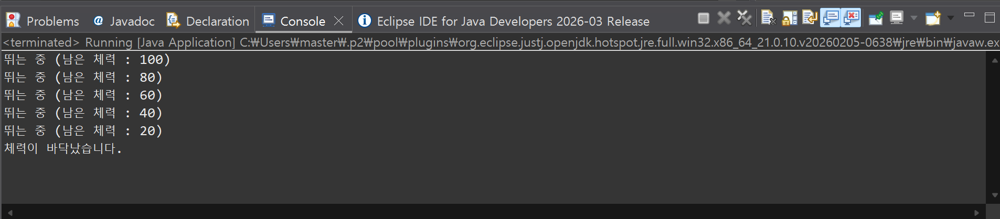 Problems @ Javadoc Declaration Console Eclipse IDE for Java Developers 2026-03 Release
<terminated> Running [Java Application] C:₩Users₩master₩.p2₩pool₩plugins₩org.eclipse.justj.openjdk.hotspot.jre.full.win32.x86_64_21.0.10.v20260205-0638₩jre₩bin₩javaw.ex
뛰는 중 (남은 체력 : 100)
뛰는 중 (남은 체력 : 80)
뛰는 중 (남은 체력 : 60)
뛰는 중 (남은 체력 : 40)
뛰는 중 (남은 체력 : 20)
체력이 바닥났습니다.